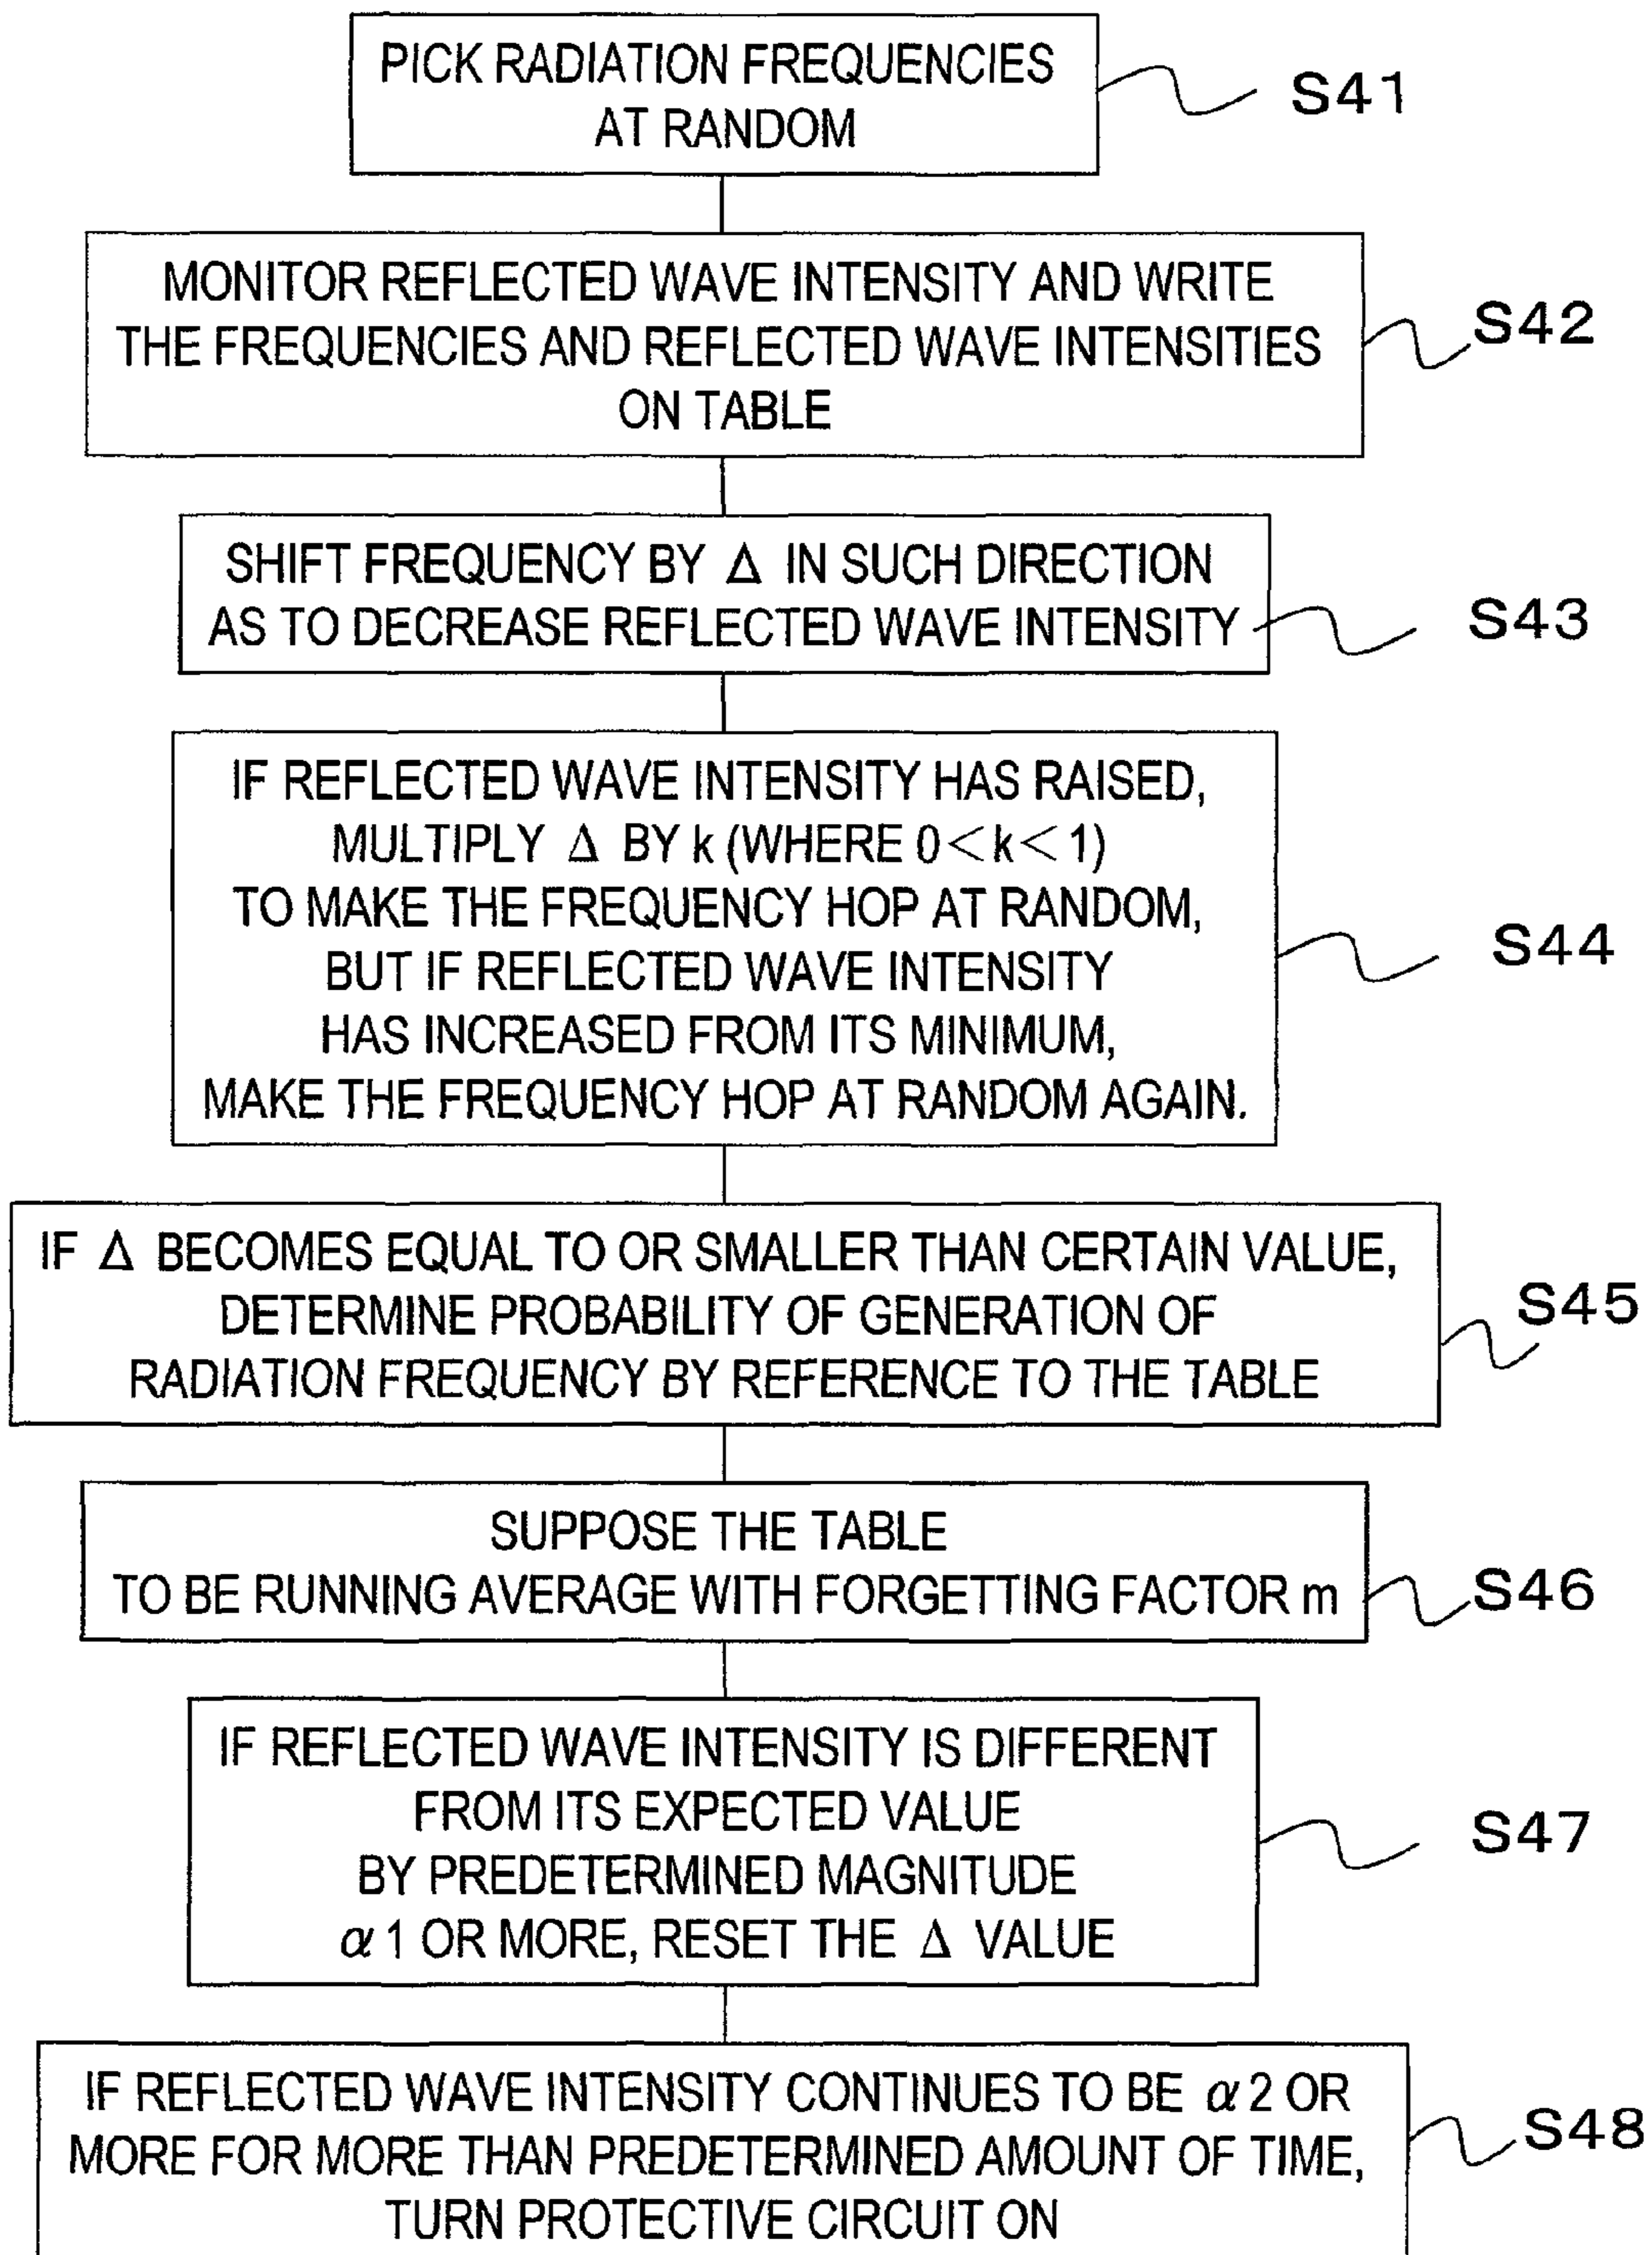 PICK RADIATION FREQUENCIES
AT RANDOM
S41
MONITOR REFLECTED WAVE INTENSITY AND WRITE
THE FREQUENCIES AND REFLECTED WAVE INTENSITIES
ON TABLE
S42
SHIFT FREQUENCY BY Δ IN SUCH DIRECTION
AS TO DECREASE REFLECTED WAVE INTENSITY
S43
IF REFLECTED WAVE INTENSITY HAS RAISED,
MULTIPLY Δ BY k (WHERE 0<k<1)
TO MAKE THE FREQUENCY HOP AT RANDOM,
BUT IF REFLECTED WAVE INTENSITY
HAS INCREASED FROM ITS MINIMUM,
MAKE THE FREQUENCY HOP AT RANDOM AGAIN.
S44
IF Δ BECOMES EQUAL TO OR SMALLER THAN CERTAIN VALUE,
DETERMINE PROBABILITY OF GENERATION OF
RADIATION FREQUENCY BY REFERENCE TO THE TABLE
S45
SUPPOSE THE TABLE
TO BE RUNNING AVERAGE WITH FORGETTING FACTOR m
S46
IF REFLECTED WAVE INTENSITY IS DIFFERENT
FROM ITS EXPECTED VALUE
BY PREDETERMINED MAGNITUDE
α1 OR MORE, RESET THE Δ VALUE
S47
IF REFLECTED WAVE INTENSITY CONTINUES TO BE α2 OR
MORE FOR MORE THAN PREDETERMINED AMOUNT OF TIME,
TURN PROTECTIVE CIRCUIT ON
S48